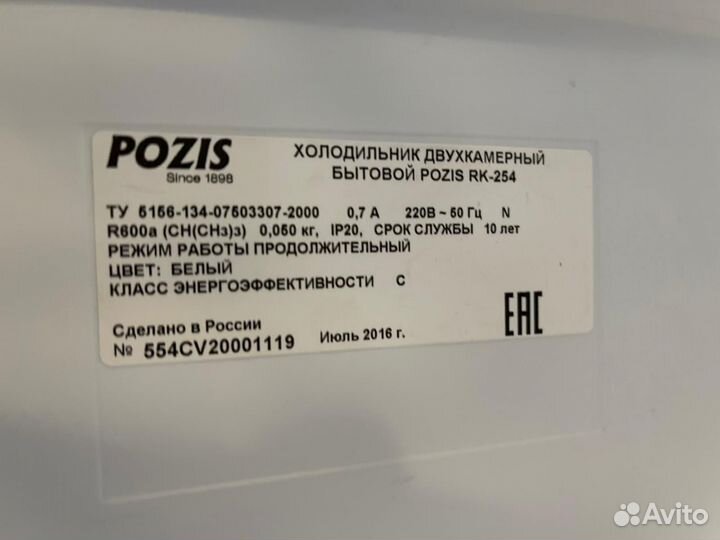 POZIS
Since 1898
ХОЛОДИЛЬНИК ДВУХКАМЕРНЫЙ
БЫТОВОЙ POZIS RK-254
ТУ 5156-134-07503307-2000 0,7 А 220В ~ 50 Гц N
R600a (CH(CH3)3) 0,050 кг, IP20, СРОК СЛУЖБЫ 10 лет
РЕЖИМ РАБОТЫ ПРОДОЛЖИТЕЛЬНЫЙ
ЦВЕТ: БЕЛЫЙ
КЛАСС ЭНЕРГОЭФФЕКТИВНОСТИ С
EAC
Сделано в России
№ 554CV20001119 Июль 2016 г.
Avito